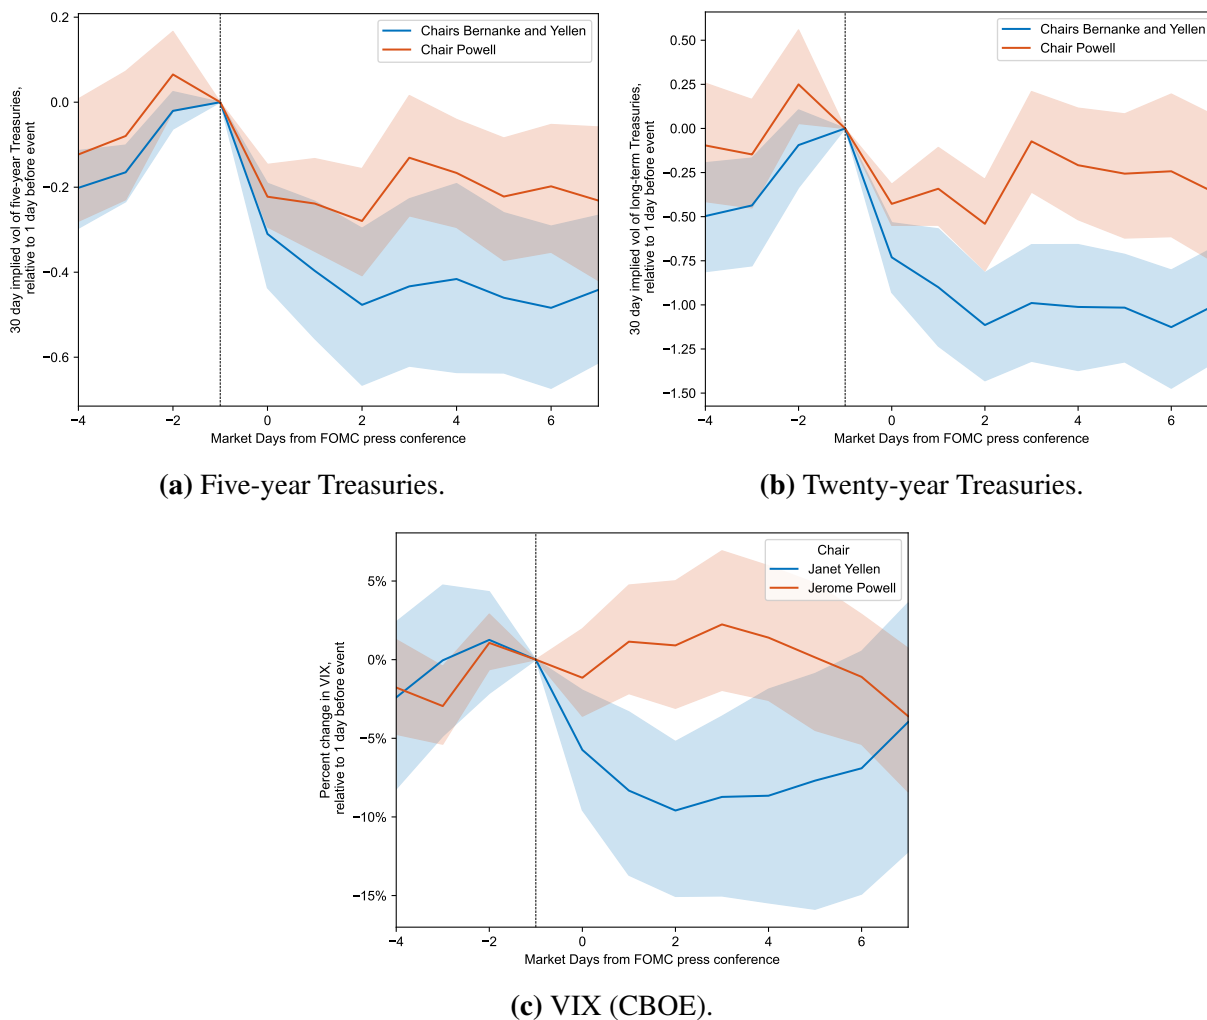 Chairs Bernanke and Yellen
Chair Powell
0.2
0.0
−0.2
−0.4
−0.6
30 day implied vol of five-year Treasuries,
relative to 1 day before event
−4
−2
0
2
4
6
Market Days from FOMC press conference
(a) Five-year Treasuries.
Chairs Bernanke and Yellen
Chair Powell
0.50
0.25
0.00
−0.25
−0.50
−0.75
−1.00
−1.25
−1.50
30 day implied vol of long-term Treasuries,
relative to 1 day before event
−4
−2
0
2
4
6
Market Days from FOMC press conference
(b) Twenty-year Treasuries.
Chair
Janet Yellen
Jerome Powell
5%
0%
−5%
−10%
−15%
Percent change in VIX,
relative to 1 day before event
−4
−2
0
2
4
6
Market Days from FOMC press conference
(c) VIX (CBOE).